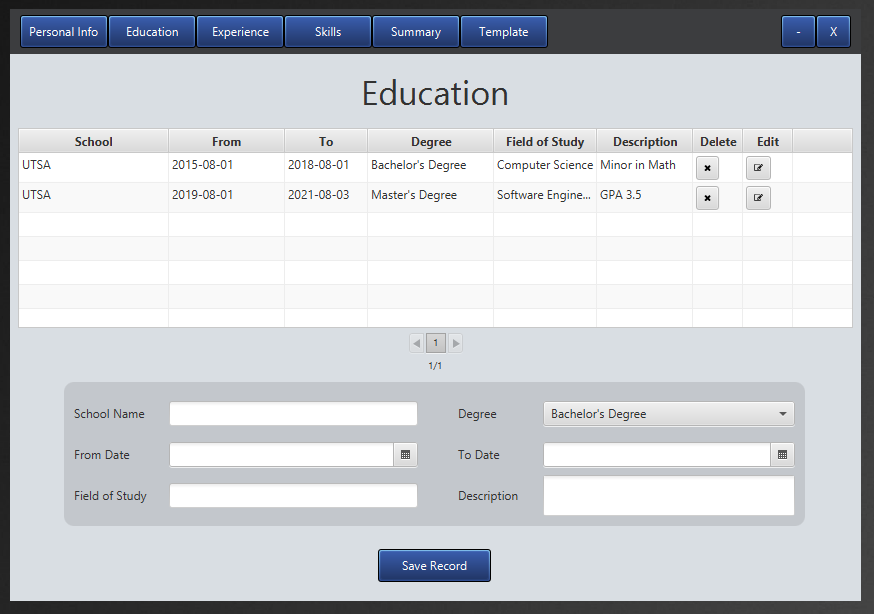 Personal Info Education Experience Skills Summary Template - X
Education
School From To Degree Field of Study Description Delete Edit
UTSA 2015-08-01 2018-08-01 Bachelor's Degree Computer Science Minor in Math
UTSA 2019-08-01 2021-08-03 Master's Degree Software Engine... GPA 3.5
1
1/1
School Name Degree Bachelor's Degree
From Date To Date
Field of Study Description
Save Record